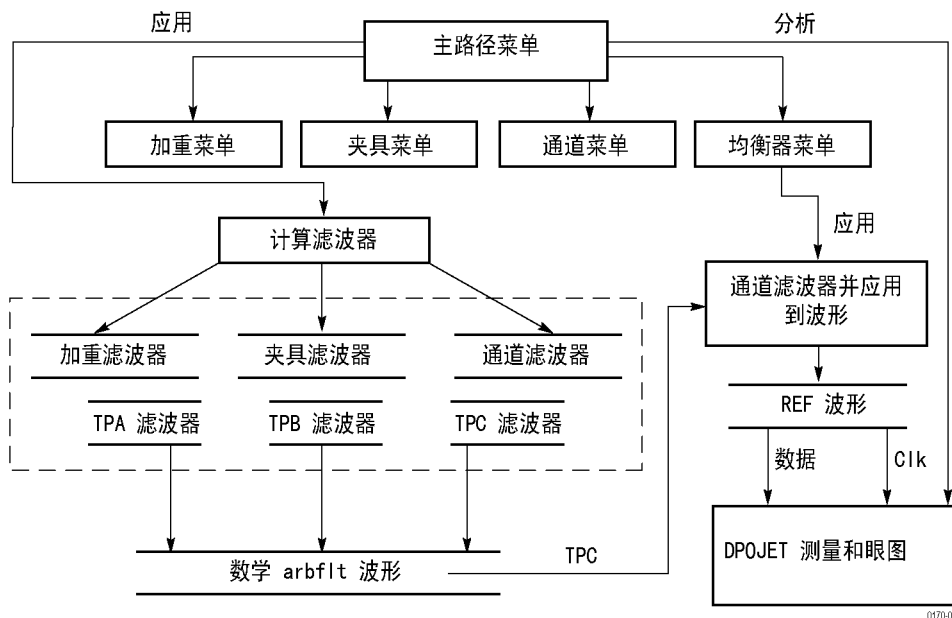 应用
分析
主路径菜单
加重菜单
夹具菜单
通道菜单
均衡器菜单
计算滤波器
应用
通道滤波器并应用
到波形
加重滤波器
夹具滤波器
通道滤波器
REF 波形
TPA 滤波器
TPB 滤波器
TPC 滤波器
数据
Clk
数学 arbflt 波形
TPC
DPOJET 测量和眼图